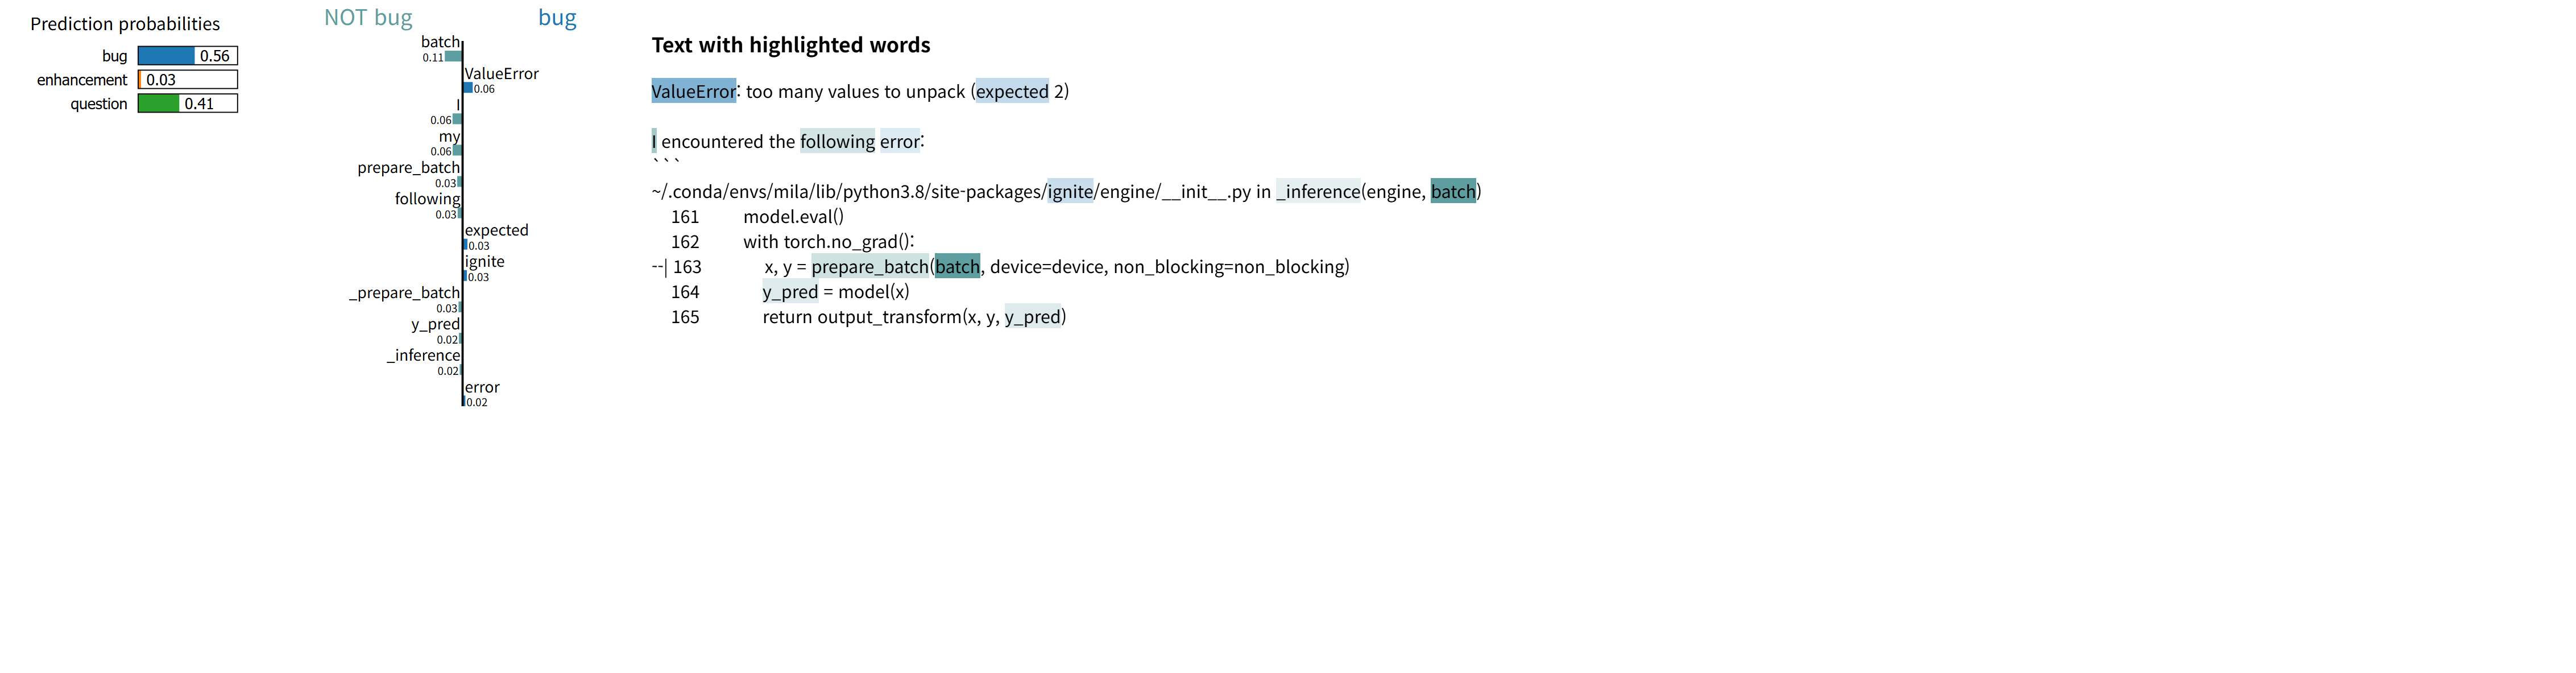 Prediction probabilities
bug 0.56
enhancement 0.03
question 0.41
NOT bug bug
batch
0.11
ValueError
0.06
I
0.06
my
0.06
prepare_batch
0.03
following
0.03
expected
0.03
ignite
0.03
_prepare_batch
0.03
y_pred
0.02
_inference
0.02
error
0.02
Text with highlighted words
ValueError: too many values to unpack (expected 2)
I encountered the following error:
```
~/.conda/envs/mila/lib/python3.8/site-packages/ignite/engine/__init__.py in _inference(engine, batch)
161 model.eval()
162 with torch.no_grad():
--| 163 x, y = prepare_batch(batch, device=device, non_blocking=non_blocking)
164 y_pred = model(x)
165 return output_transform(x, y, y_pred)